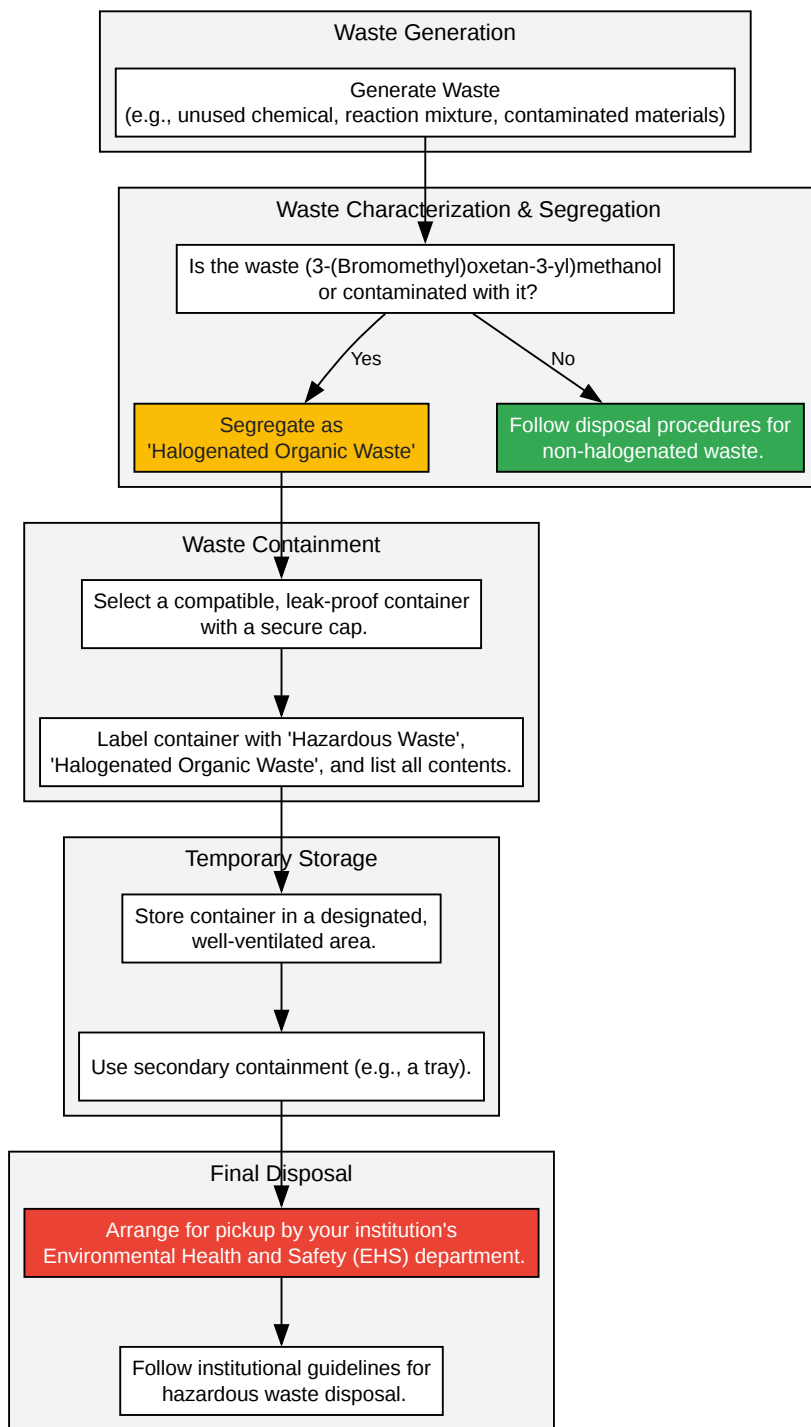 Waste Generation
Generate Waste
(e.g., unused chemical, reaction mixture, contaminated materials)
Waste Characterization & Segregation
Is the waste (3-(Bromomethyl)oxetan-3-yl)methanol
or contaminated with it?
Yes
No
Segregate as
'Halogenated Organic Waste'
Follow disposal procedures for
non-halogenated waste.
Waste Containment
Select a compatible, leak-proof container
with a secure cap.
Label container with 'Hazardous Waste',
'Halogenated Organic Waste', and list all contents.
Temporary Storage
Store container in a designated,
well-ventilated area.
Use secondary containment (e.g., a tray).
Final Disposal
Arrange for pickup by your institution's
Environmental Health and Safety (EHS) department.
Follow institutional guidelines for
hazardous waste disposal.